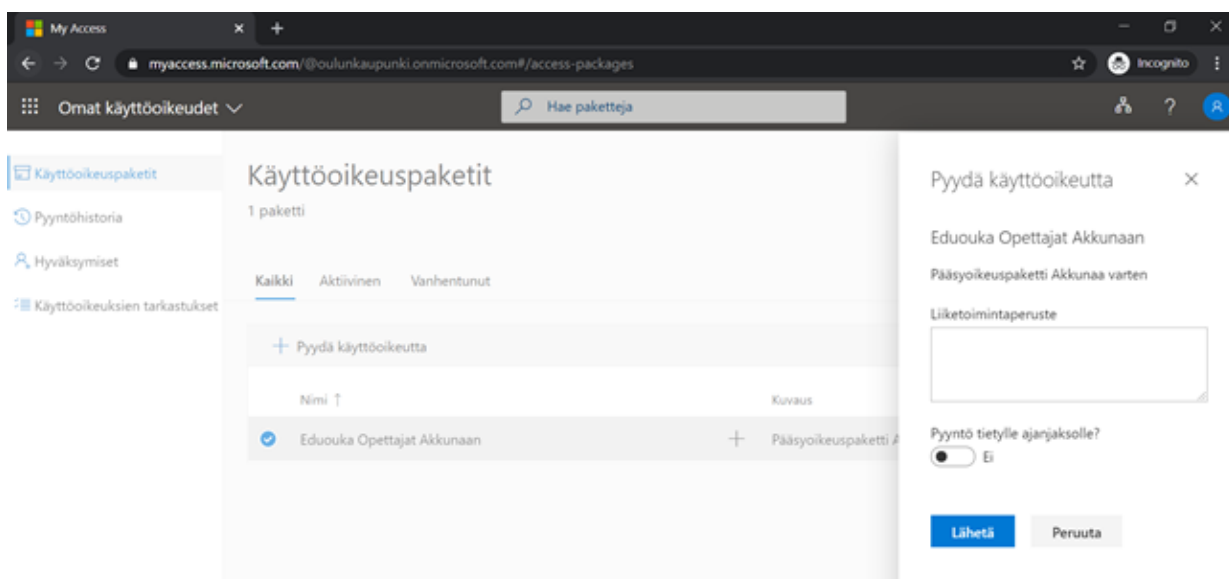 My Access
myaccess.microsoft.com/@oulunkaupunki.onmicrosoft.com#/access-packages
Incognito
Omat käyttöoikeudet
Hae paketteja
?
R
Käyttöoikeuspaketit
Pyyntöhistoria
Hyväksymiset
Käyttöoikeuksien tarkastukset
Käyttöoikeuspaketit
1 paketti
Kaikki Aktiivinen Vanhentunut
+ Pyydä käyttöoikeutta
Nimi ↑ Kuvaus
Eduouka Opettajat Akkunaan + Pääsyoikeuspaketti A
Pyydä käyttöoikeutta
Eduouka Opettajat Akkunaan
Pääsyoikeuspaketti Akkunaa varten
Liiketoimintaperuste
Pyyntö tietylle ajanjaksolle?
Ei
Lähetä Peruuta